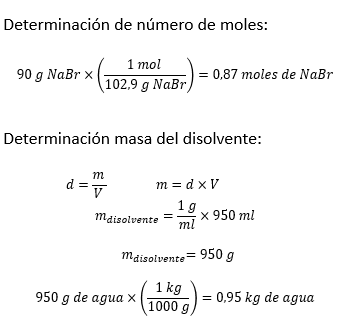 Determinación de número de moles:
90 g NaBr × (1 mol / 102,9 g NaBr) = 0,87 moles de NaBr
Determinación masa del disolvente:
d = m / V    m = d × V
m_disolvente = 1 g / ml × 950 ml
m_disolvente = 950 g
950 g de agua × (1 kg / 1000 g) = 0,95 kg de agua